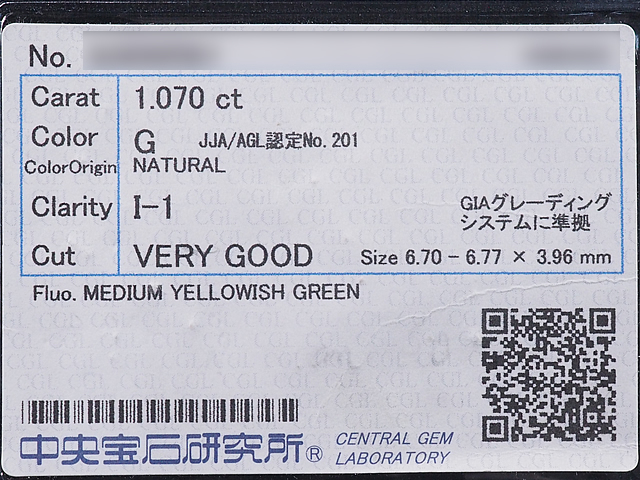 No.
Carat 1.070 ct
Color G JJA/AGL認定No. 201
ColorOrigin NATURAL
Clarity I-1 GIAグレーディング
システムに準拠
Cut VERY GOOD Size 6.70 - 6.77 × 3.96 mm
Fluo. MEDIUM YELLOWISH GREEN
中央宝石研究所® CENTRAL GEM
LABORATORY